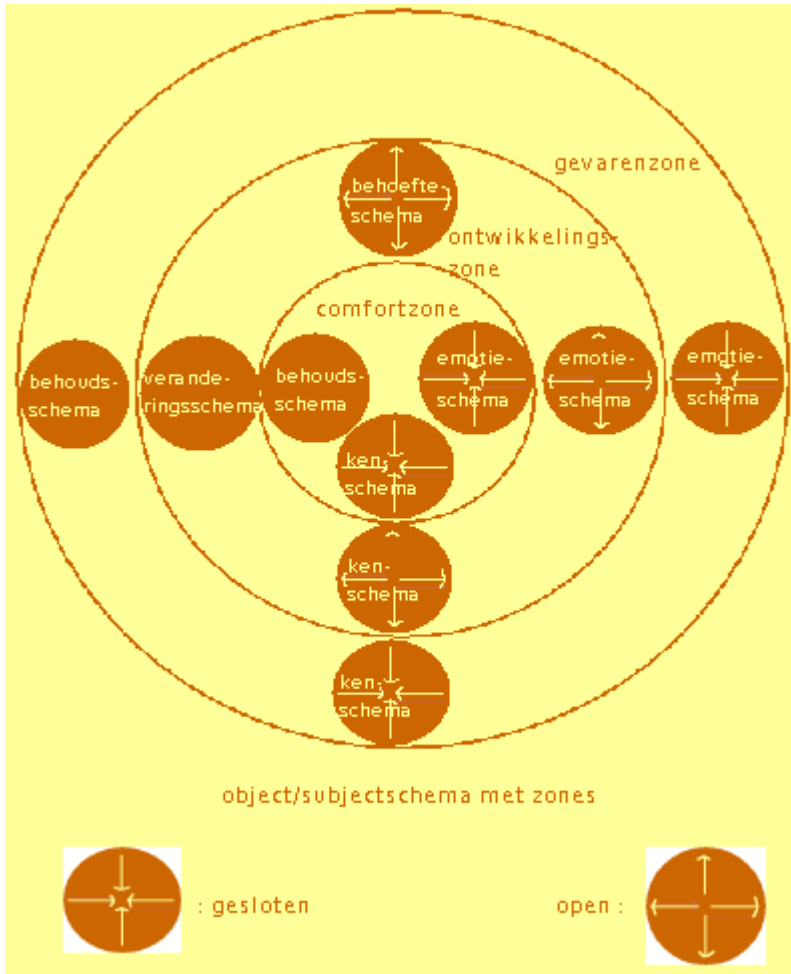 gevarenzone
behoefte-
schema
ontwikkelings-
zone
comfortzone
behouds-
schema
verande-
ringsschema
behouds-
schema
emotie-
schema
emotie-
schema
emotie-
schema
ken-
schema
ken-
schema
ken-
schema
object/subjectschema met zones
: gesloten
open :